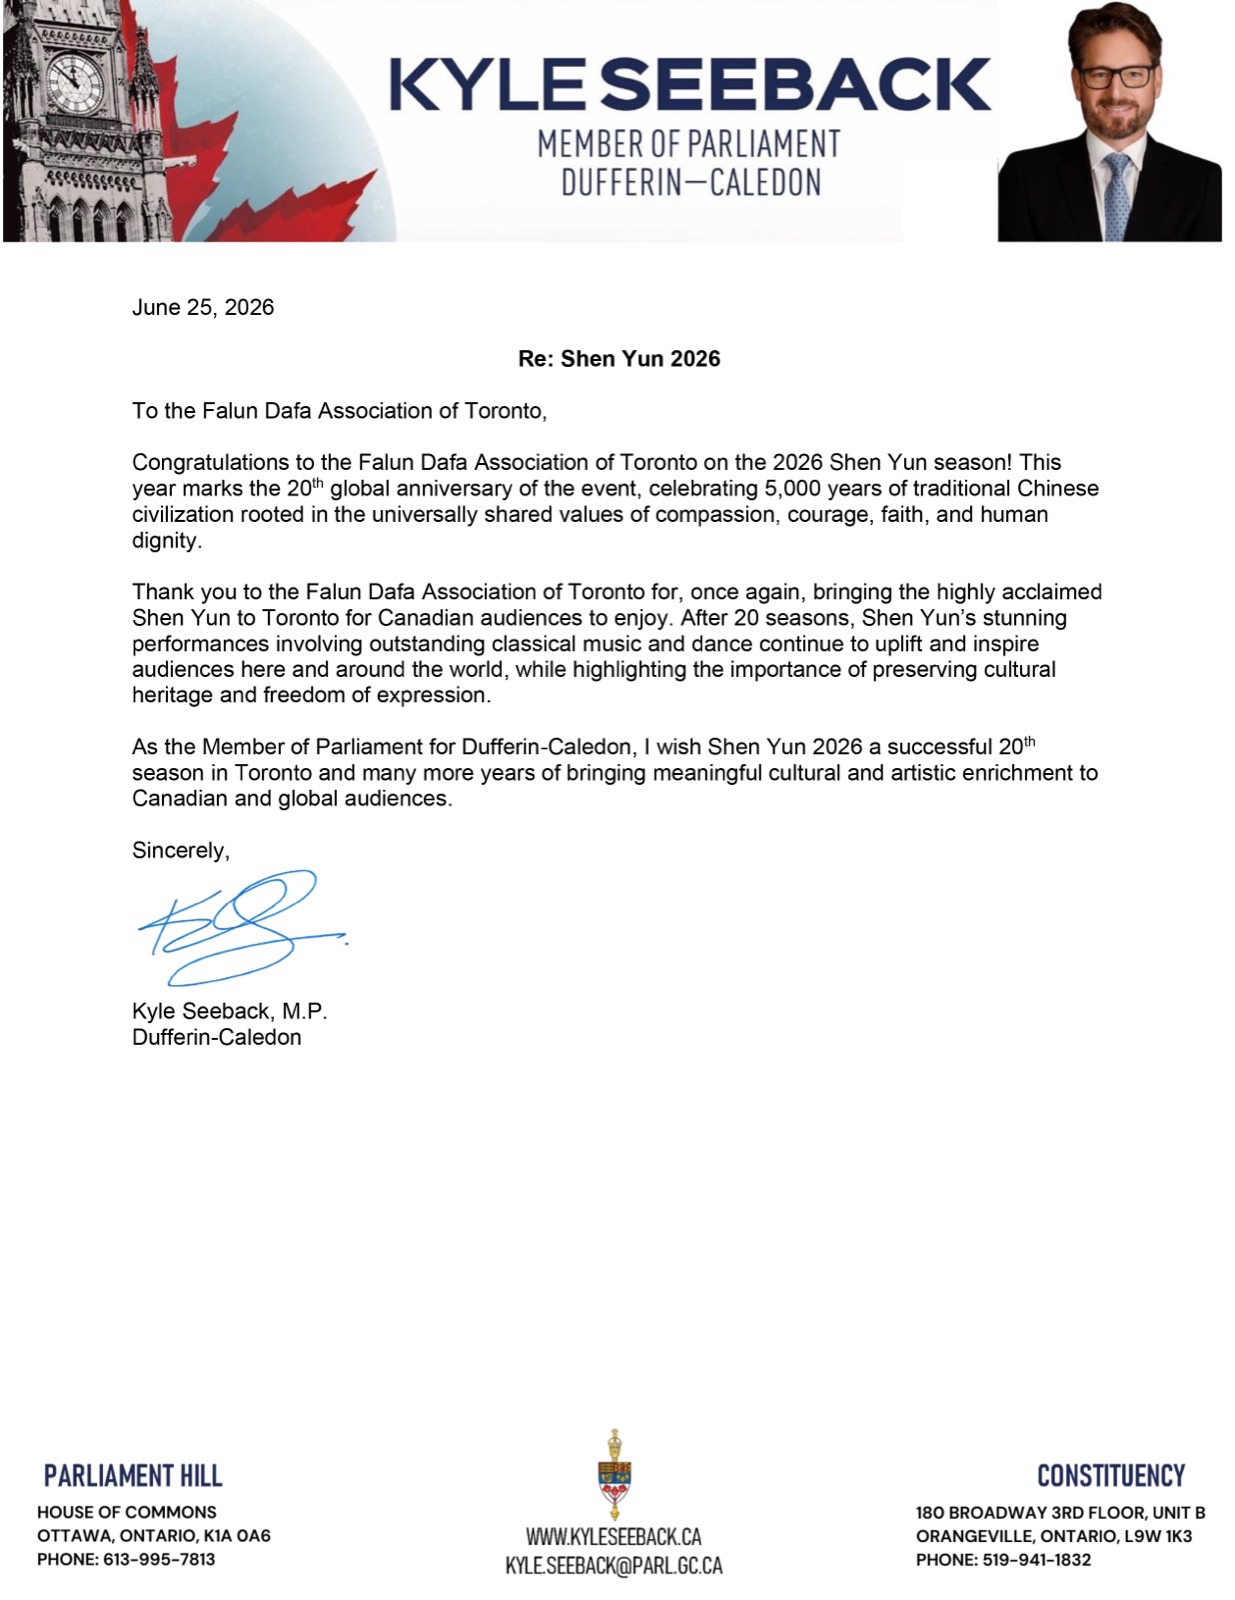 KYLE SEEBACK
MEMBER OF PARLIAMENT
DUFFERIN—CALEDON
June 25, 2026
Re: Shen Yun 2026
To the Falun Dafa Association of Toronto,
Congratulations to the Falun Dafa Association of Toronto on the 2026 Shen Yun season! This
year marks the 20th global anniversary of the event, celebrating 5,000 years of traditional Chinese
civilization rooted in the universally shared values of compassion, courage, faith, and human
dignity.
Thank you to the Falun Dafa Association of Toronto for, once again, bringing the highly acclaimed
Shen Yun to Toronto for Canadian audiences to enjoy. After 20 seasons, Shen Yun’s stunning
performances involving outstanding classical music and dance continue to uplift and inspire
audiences here and around the world, while highlighting the importance of preserving cultural
heritage and freedom of expression.
As the Member of Parliament for Dufferin-Caledon, I wish Shen Yun 2026 a successful 20th
season in Toronto and many more years of bringing meaningful cultural and artistic enrichment to
Canadian and global audiences.
Sincerely,
Kyle Seeback, M.P.
Dufferin-Caledon
PARLIAMENT HILL
HOUSE OF COMMONS
OTTAWA, ONTARIO, K1A 0A6
PHONE: 613-995-7813
WWW.KYLESEEBACK.CA
KYLE.SEEBACK@PARL.GC.CA
CONSTITUENCY
180 BROADWAY 3RD FLOOR, UNIT B
ORANGEVILLE, ONTARIO, L9W 1K3
PHONE: 519-941-1832